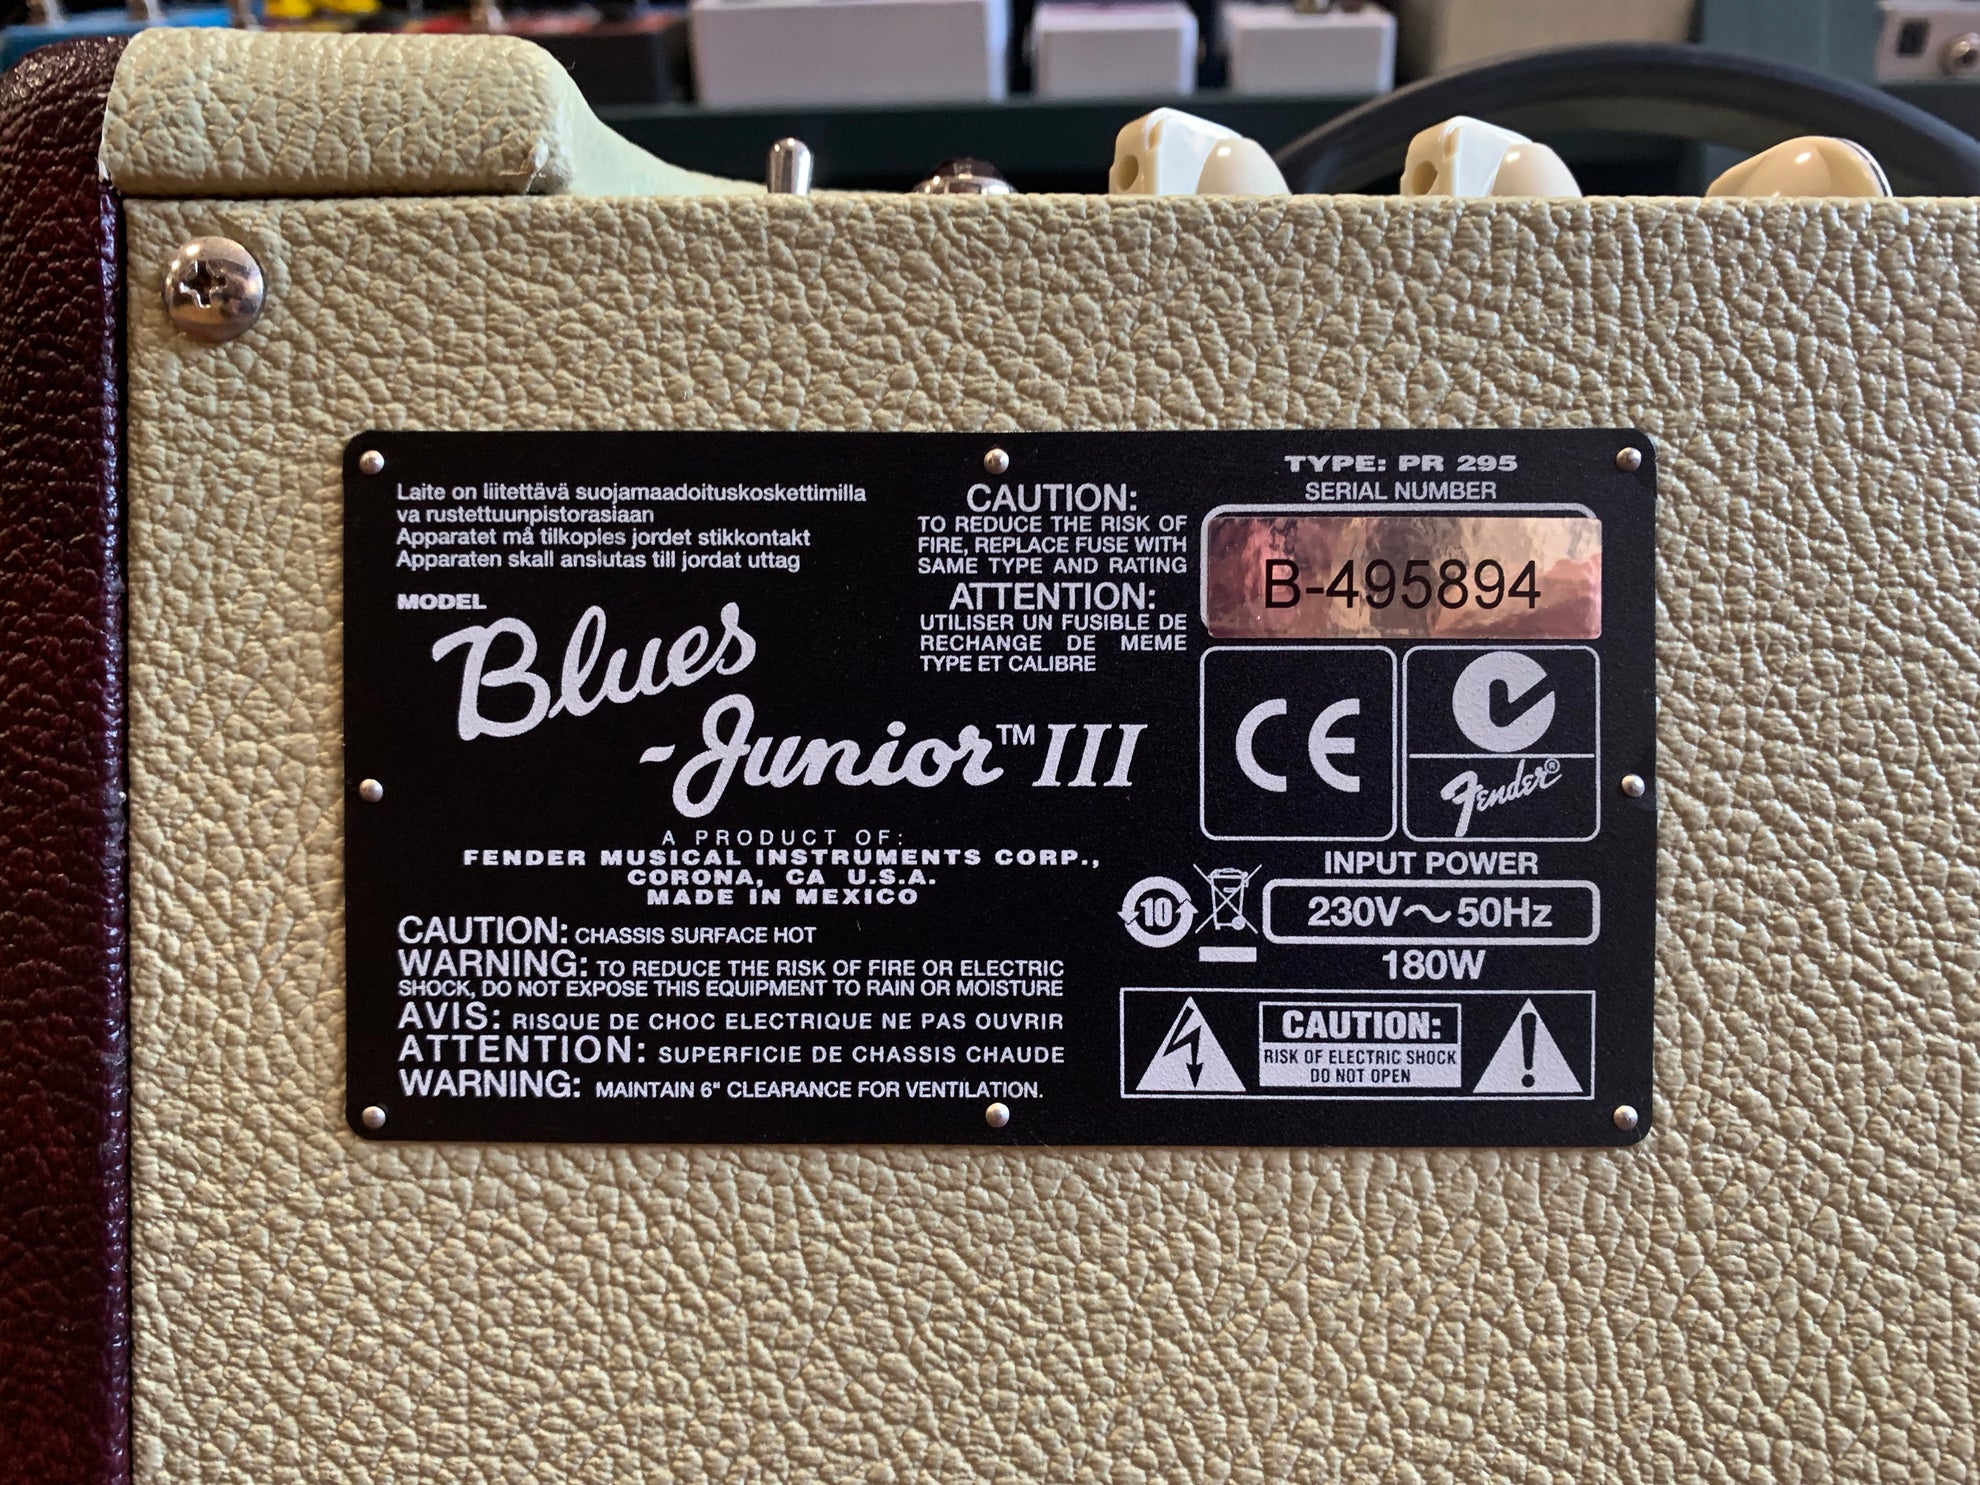 Laite on liitettävä suojamaadoituskoskettimilla
va rustettuunpistorasiaan
Apparatet må tilkoples jordet stikkontakt
Apparaten skall anslutas till jordat uttag
MODEL
Blues
Junior™ III
A PRODUCT OF:
FENDER MUSICAL INSTRUMENTS CORP.,
CORONA, CA U.S.A.
MADE IN MEXICO
CAUTION: CHASSIS SURFACE HOT
WARNING: TO REDUCE THE RISK OF FIRE OR ELECTRIC
SHOCK, DO NOT EXPOSE THIS EQUIPMENT TO RAIN OR MOISTURE
AVIS: RISQUE DE CHOC ELECTRIQUE NE PAS OUVRIR
ATTENTION: SUPERFICIE DE CHASSIS CHAUDE
WARNING: MAINTAIN 6" CLEARANCE FOR VENTILATION.
CAUTION:
TO REDUCE THE RISK OF
FIRE, REPLACE FUSE WITH
SAME TYPE AND RATING
ATTENTION:
UTILISER UN FUSIBLE DE
RECHANGE DE MEME
TYPE ET CALIBRE
TYPE: PR 295
SERIAL NUMBER
B-495894
CE
Fender®
INPUT POWER
10
230V~50Hz
180W
CAUTION:
RISK OF ELECTRIC SHOCK
DO NOT OPEN